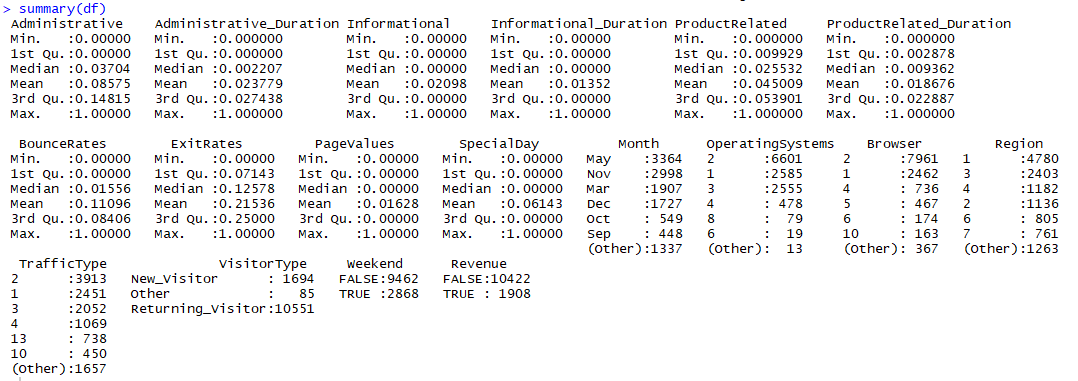 > summary(df)
Administrative Administrative_Duration Informational Informational_Duration ProductRelated ProductRelated_Duration
Min. :0.00000 Min. :0.000000 Min. :0.00000 Min. :0.00000 Min. :0.000000 Min. :0.000000
1st Qu.:0.00000 1st Qu.:0.000000 1st Qu.:0.00000 1st Qu.:0.00000 1st Qu.:0.009929 1st Qu.:0.002878
Median :0.03704 Median :0.002207 Median :0.00000 Median :0.00000 Median :0.025532 Median :0.009362
Mean :0.08575 Mean :0.023779 Mean :0.02098 Mean :0.01352 Mean :0.045009 Mean :0.018676
3rd Qu.:0.14815 3rd Qu.:0.027438 3rd Qu.:0.00000 3rd Qu.:0.00000 3rd Qu.:0.053901 3rd Qu.:0.022887
Max. :1.00000 Max. :1.000000 Max. :1.00000 Max. :1.00000 Max. :1.000000 Max. :1.000000
BounceRates ExitRates PageValues SpecialDay Month OperatingSystems Browser Region
Min. :0.00000 Min. :0.00000 Min. :0.00000 Min. :0.00000 May :3364 2 :6601 2 :7961 1 :4780
1st Qu.:0.00000 1st Qu.:0.07143 1st Qu.:0.00000 1st Qu.:0.00000 Nov :2998 1 :2585 1 :2462 3 :2403
Median :0.01556 Median :0.12578 Median :0.00000 Median :0.00000 Mar :1907 3 :2555 4 : 736 4 :1182
Mean :0.11096 Mean :0.21536 Mean :0.01628 Mean :0.06143 Dec :1727 4 : 478 5 : 467 2 :1136
3rd Qu.:0.08406 3rd Qu.:0.25000 3rd Qu.:0.00000 3rd Qu.:0.00000 Oct : 549 8 : 79 6 : 174 6 : 805
Max. :1.00000 Max. :1.00000 Max. :1.00000 Max. :1.00000 Sep : 448 6 : 19 10 : 163 7 : 761
(Other):1337 (Other): 13 (Other): 367 (Other):1263
TrafficType VisitorType Weekend Revenue
2 :3913 New_Visitor : 1694 FALSE:9462 FALSE:10422
1 :2451 Other : 85 TRUE :2868 TRUE : 1908
3 :2052 Returning_Visitor:10551
4 :1069
13 : 738
10 : 450
(Other):1657